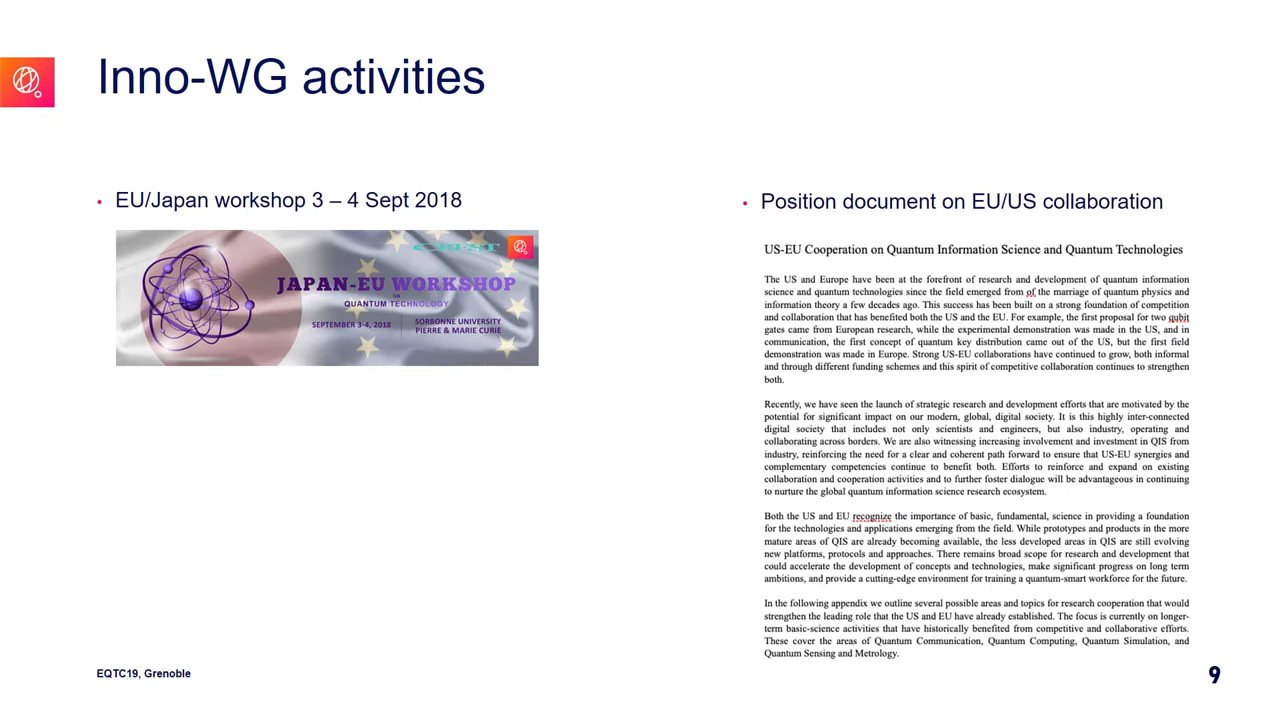 Inno-WG activities
• EU/Japan workshop 3 – 4 Sept 2018
CREST
JAPAN-EU WORKSHOP
ON
QUANTUM TECHNOLOGY
SEPTEMBER 3-4, 2018
SORBONNE UNIVERSITY
PIERRE & MARIE CURIE
• Position document on EU/US collaboration
US-EU Cooperation on Quantum Information Science and Quantum Technologies
The US and Europe have been at the forefront of research and development of quantum information
science and quantum technologies since the field emerged from of the marriage of quantum physics and
information theory a few decades ago. This success has been built on a strong foundation of competition
and collaboration that has benefited both the US and the EU. For example, the first proposal for two qubit
gates came from European research, while the experimental demonstration was made in the US, and in
communication, the first concept of quantum key distribution came out of the US, but the first field
demonstration was made in Europe. Strong US-EU collaborations have continued to grow, both informal
and through different funding schemes and this spirit of competitive collaboration continues to strengthen
both.
Recently, we have seen the launch of strategic research and development efforts that are motivated by the
potential for significant impact on our modern, global, digital society. It is this highly inter-connected
digital society that includes not only scientists and engineers, but also industry, operating and
collaborating across borders. We are also witnessing increasing involvement and investment in QIS from
industry, reinforcing the need for a clear and coherent path forward to ensure that US-EU synergies and
complementary competencies continue to benefit both. Efforts to reinforce and expand on existing
collaboration and cooperation activities and to further foster dialogue will be advantageous in continuing
to nurture the global quantum information science research ecosystem.
Both the US and EU recognize the importance of basic, fundamental, science in providing a foundation
for the technologies and applications emerging from the field. While prototypes and products in the more
mature areas of QIS are already becoming available, the less developed areas in QIS are still evolving
new platforms, protocols and approaches. There remains broad scope for research and development that
could accelerate the development of concepts and technologies, make significant progress on long term
ambitions, and provide a cutting-edge environment for training a quantum-smart workforce for the future.
In the following appendix we outline several possible areas and topics for research cooperation that would
strengthen the leading role that the US and EU have already established. The focus is currently on longer-
term basic-science activities that have historically benefited from competitive and collaborative efforts.
These cover the areas of Quantum Communication, Quantum Computing, Quantum Simulation, and
Quantum Sensing and Metrology.
EQTC19, Grenoble
9